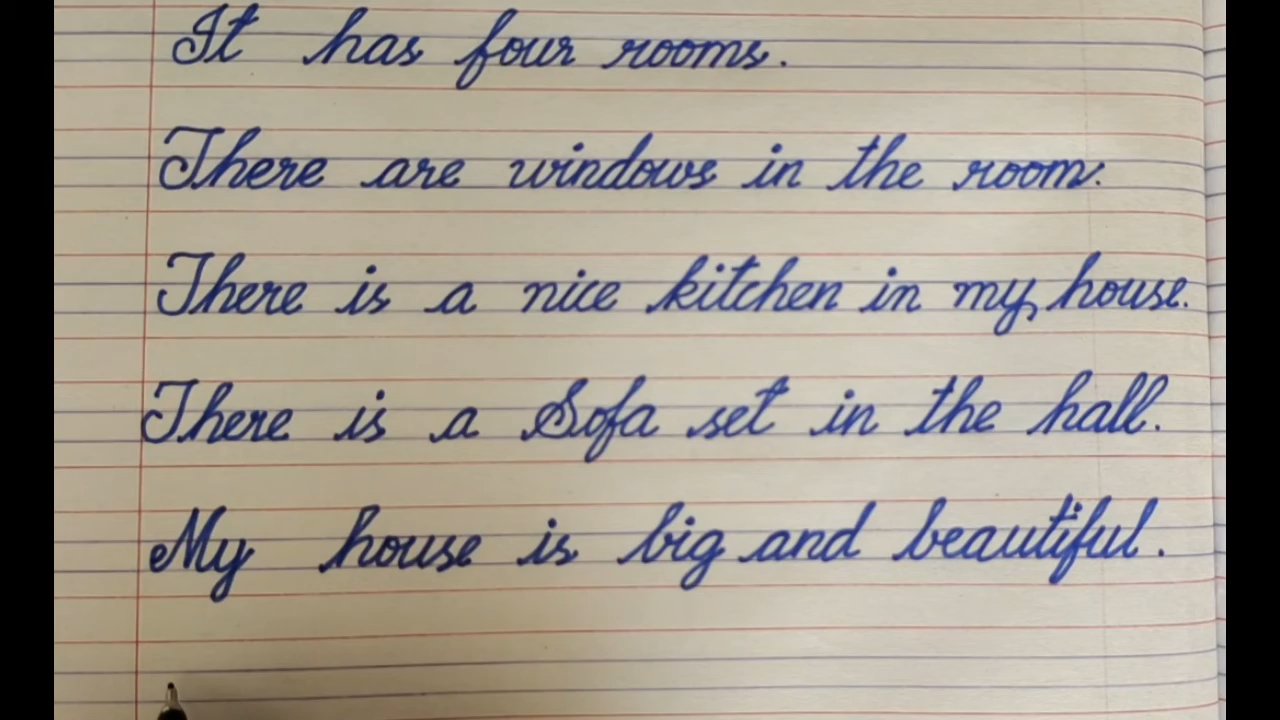 It has four rooms.
There are windows in the room.
There is a nice kitchen in my house.
There is a Sofa set in the hall.
My house is big and beautiful.